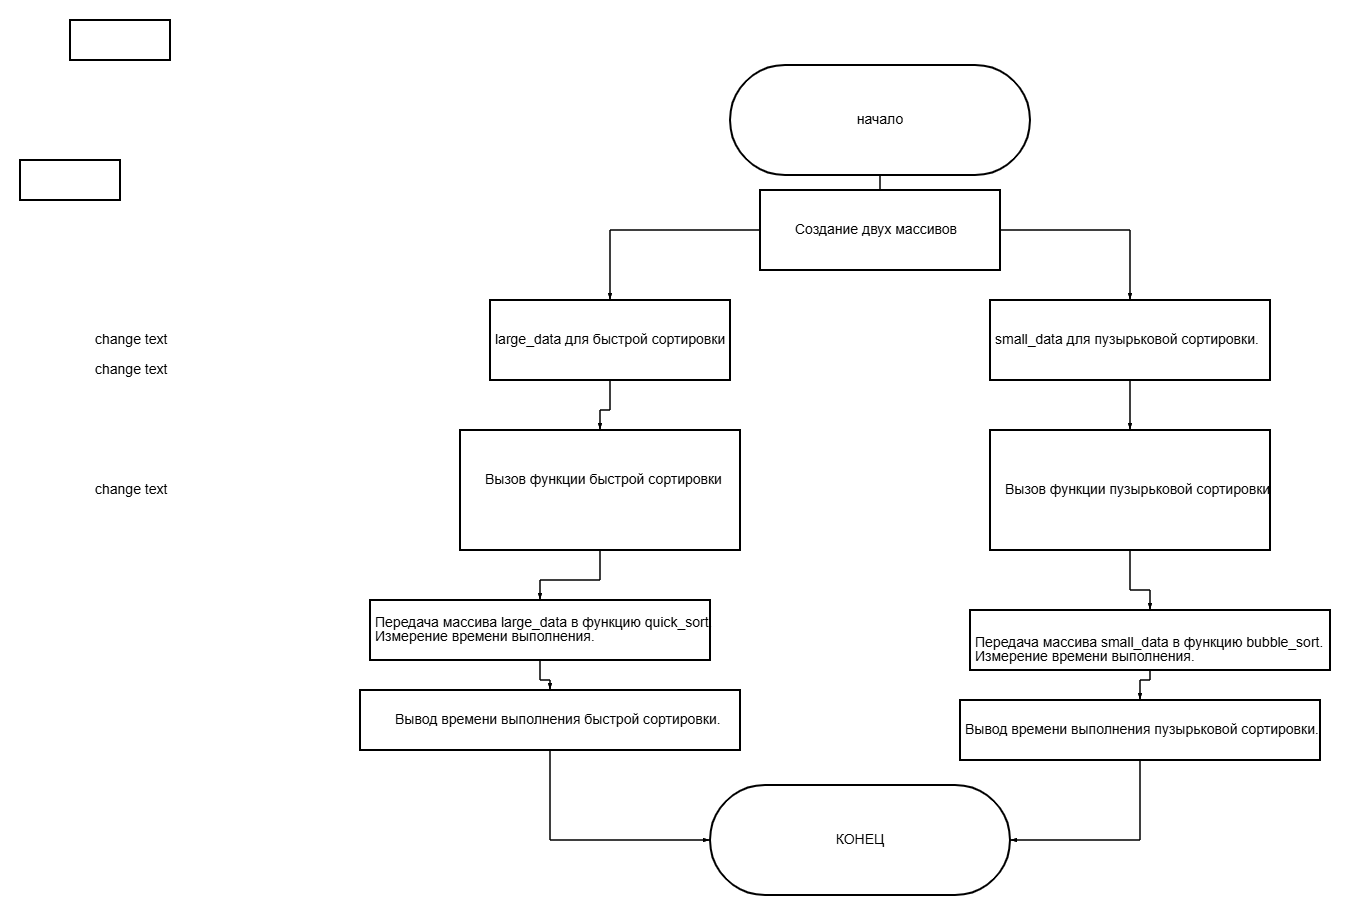 начало
Создание двух массивов
large_data для быстрой сортировки
small_data для пузырьковой сортировки.
change text
change text
Вызов функции быстрой сортировки
Вызов функции пузырьковой сортировки
change text
Передача массива large_data в функцию quick_sort
Измерение времени выполнения.
Передача массива small_data в функцию bubble_sort.
Измерение времени выполнения.
Вывод времени выполнения быстрой сортировки.
Вывод времени выполнения пузырьковой сортировки.
КОНЕЦ